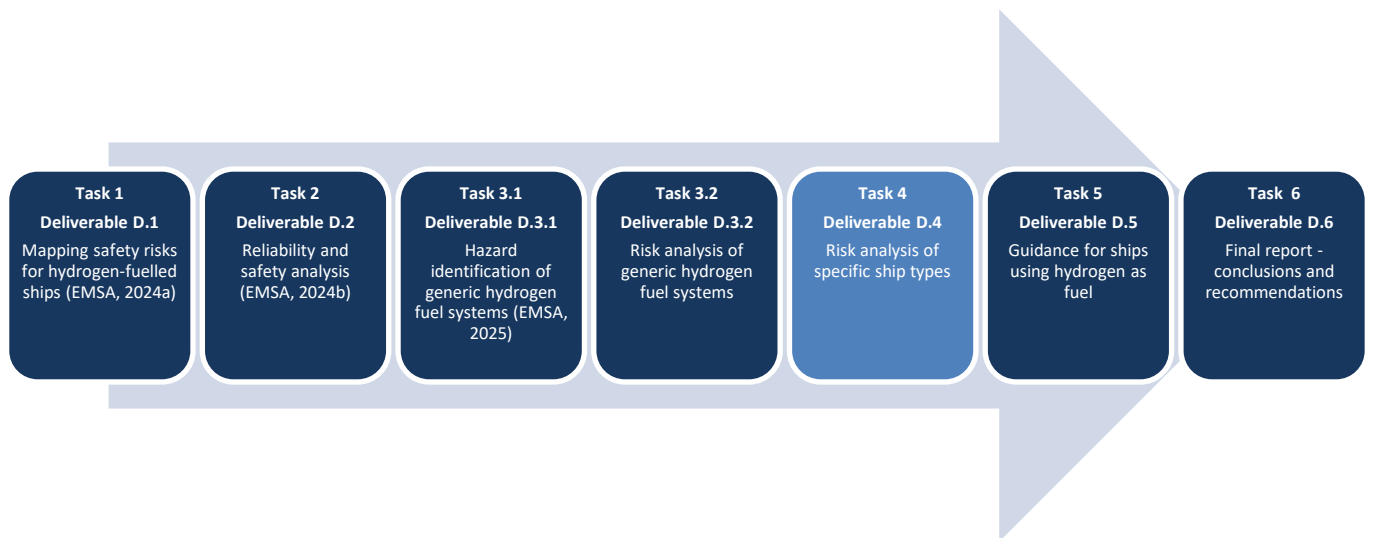 Task 1
Deliverable D.1
Mapping safety risks
for hydrogen-fuelled
ships (EMSA, 2024a)
Task 2
Deliverable D.2
Reliability and
safety analysis
(EMSA, 2024b)
Task 3.1
Deliverable D.3.1
Hazard
identification of
generic hydrogen
fuel systems (EMSA,
2025)
Task 3.2
Deliverable D.3.2
Risk analysis of
generic hydrogen
fuel systems
Task 4
Deliverable D.4
Risk analysis of
specific ship types
Task 5
Deliverable D.5
Guidance for ships
using hydrogen as
fuel
Task 6
Deliverable D.6
Final report -
conclusions and
recommendations